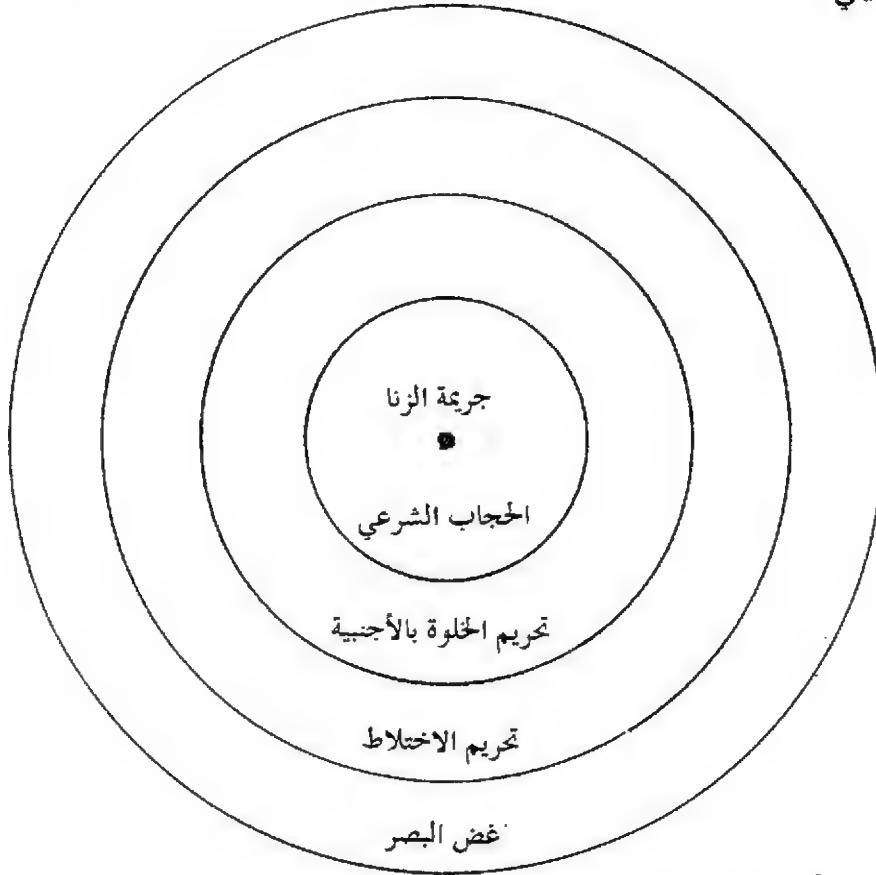 جريمة الزنا
الحجاب الشرعي
تحريم الخلوة بالأجنبية
تحريم الاختلاط
غض البصر